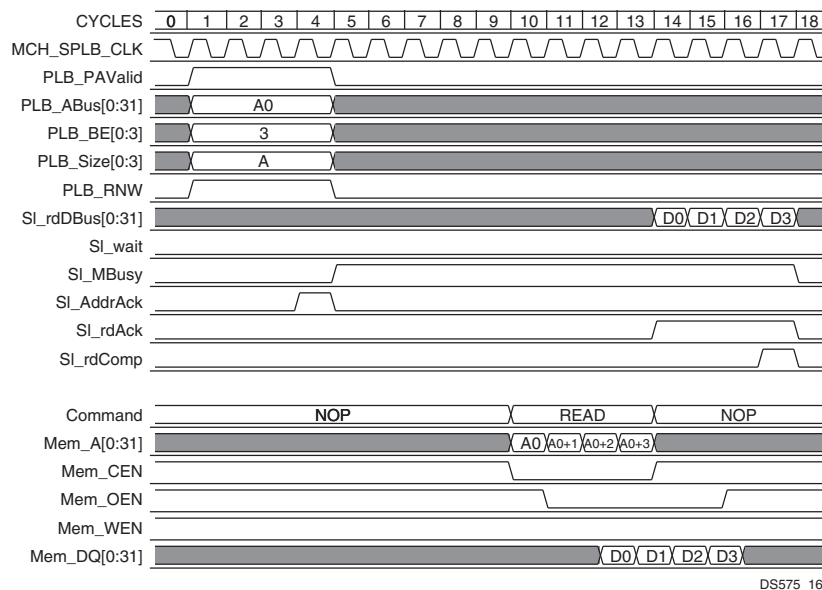 CYCLES 0 1 2 3 4 5 6 7 8 9 10 11 12 13 14 15 16 17 18
MCH_SPLB_CLK
PLB_PAValid
PLB_ABus[0:31] A0
PLB_BE[0:3] 3
PLB_Size[0:3] A
PLB_RNW
Sl_rdDBus[0:31] D0 D1 D2 D3
Sl_wait
Sl_MBusy
Sl_AddrAck
Sl_rdAck
Sl_rdComp
Command NOP READ NOP
Mem_A[0:31] A0 A0+1 A0+2 A0+3
Mem_CEN
Mem_OEN
Mem_WEN
Mem_DQ[0:31] D0 D1 D2 D3
DS575_16